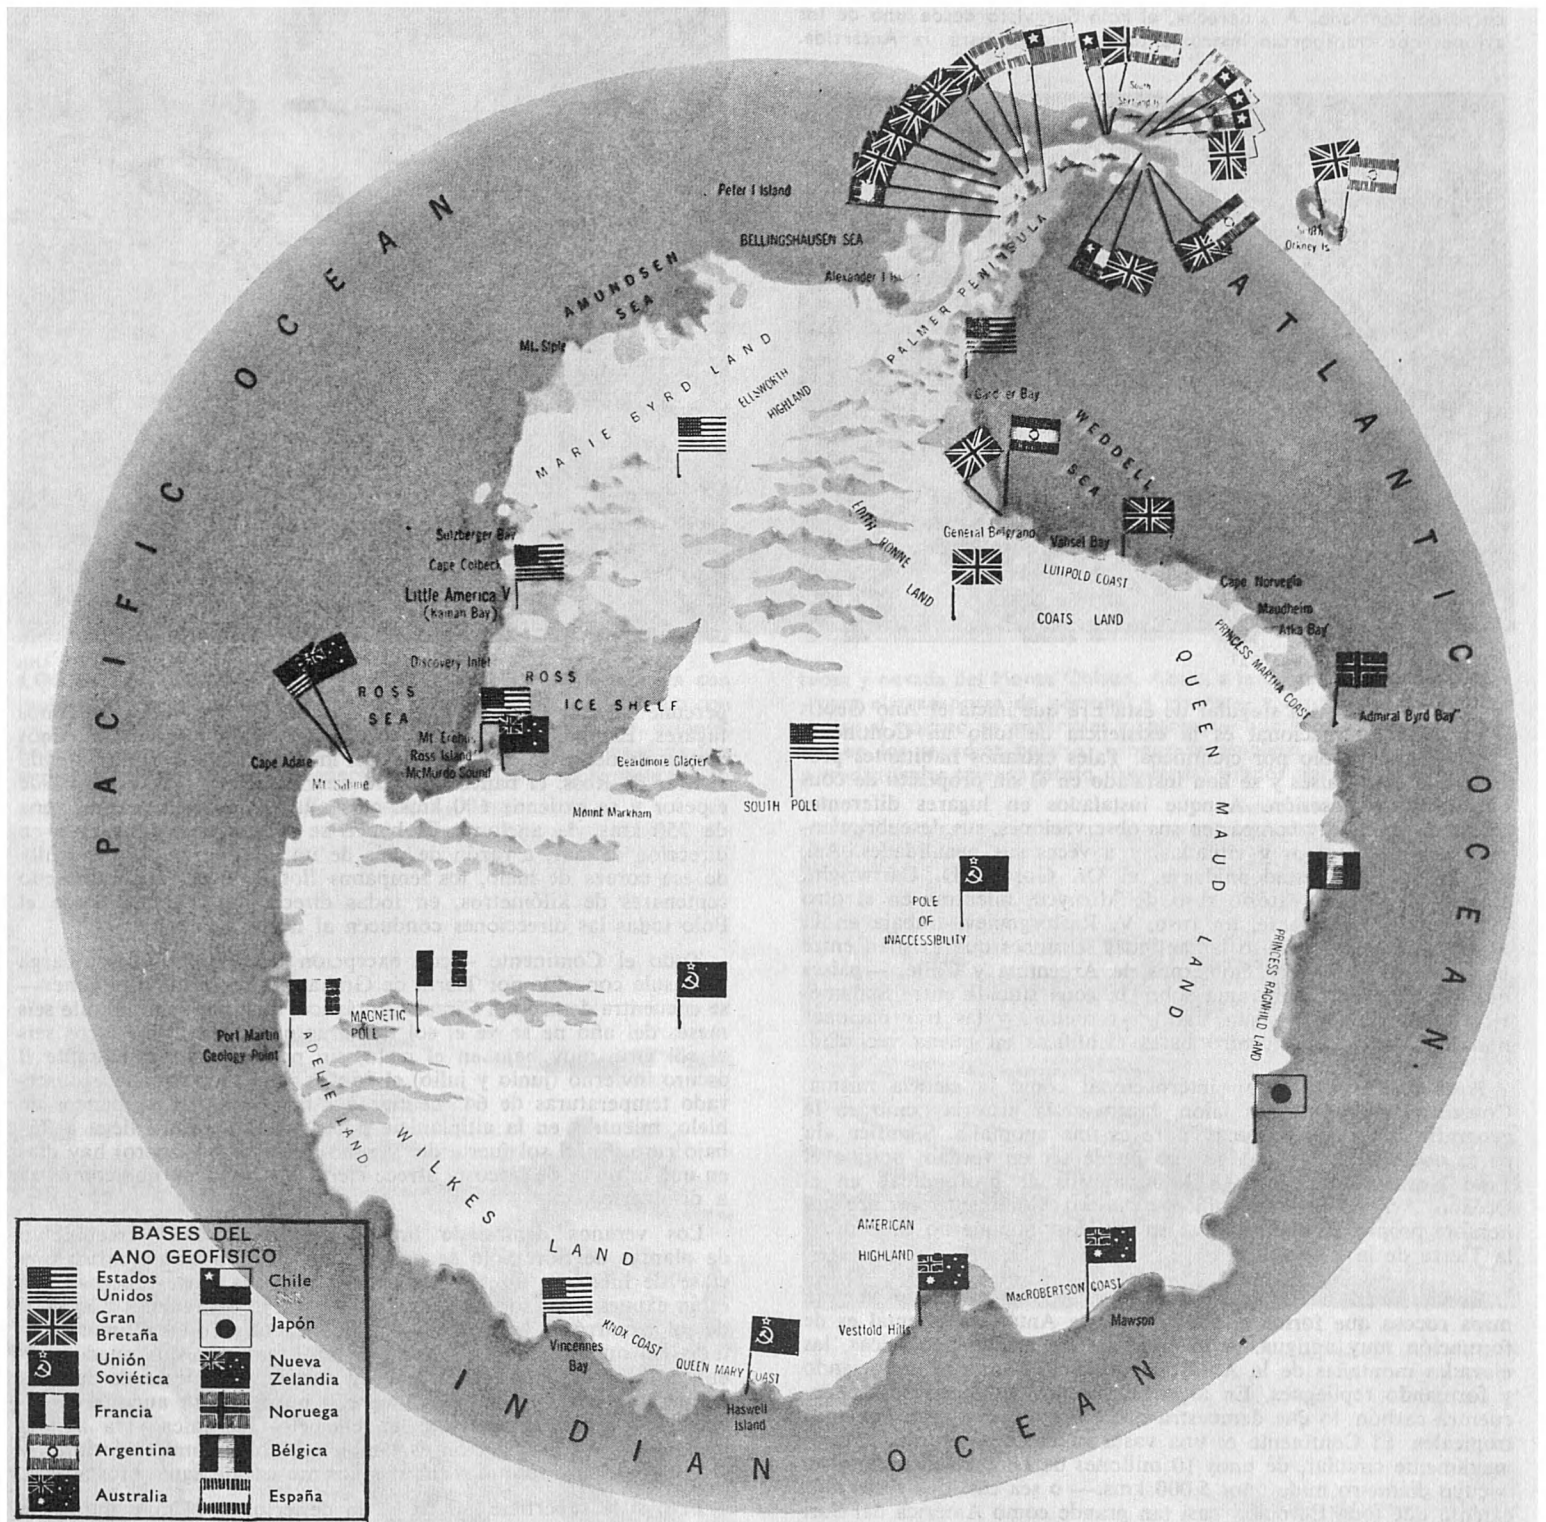 South
Peter I Island
BELLINGSHAUSEN SEA
Alexander I Is.
South
Orkney Is
AMUNDSEN
SEA
PALMER PENINSULA
Mt. Siple
MARIE BYRD LAND
ELLSWORTH
HIGHLAND
WEDDELL
SEA
EDITH RONNE
LAND
General Belgrano
Vahsel Bay
LUITPOLD COAST
COATS LAND
Cape Norvegia
Maudheim
Atka Bay
PRINCESS MARTHA COAST
Admiral Byrd Bay
Sulzberger Bay
Cape Colbeck
Little America V
(Kainan Bay)
Discovery Inlet
ROSS
ICE SHELF
ROSS
SEA
Mt Erebus
Ross Island
McMurdo Sound
Cape Adare
Mt Sabine
Beardmore Glacier
Mount Markham
SOUTH POLE
QUEEN MAUD LAND
POLE
OF
INACCESSIBILITY
PRINCESS RAGNHILD LAND
MAGNETIC
POLE
Port Martin
Geology Point
ADELIE LAND
WILKES
LAND
AMERICAN
HIGHLAND
MacROBERTSON COAST
Mawson
Vestfold Hills
Vincennes
Bay
KNOX COAST
QUEEN MARY COAST
Haswell
Island
PACIFIC OCEAN
ATLANTIC OCEAN
INDIAN OCEAN
BASES DEL
ANO GEOFISICO
Estados
Unidos
Gran
Bretaña
Unión
Soviética
Francia
Argentina
Australia
Chile
Japón
Nueva
Zelandia
Noruega
Bélgica
España